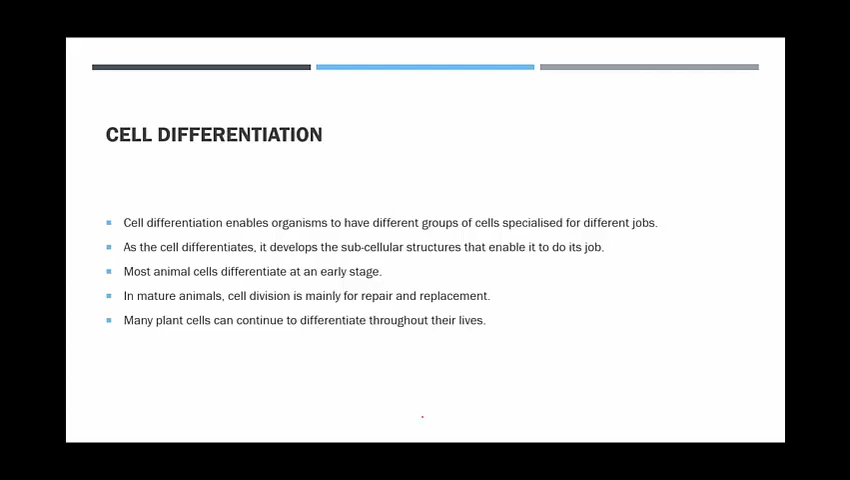 CELL DIFFERENTIATION
Cell differentiation enables organisms to have different groups of cells specialised for different jobs.
As the cell differentiates, it develops the sub-cellular structures that enable it to do its job.
Most animal cells differentiate at an early stage.
In mature animals, cell division is mainly for repair and replacement.
Many plant cells can continue to differentiate throughout their lives.